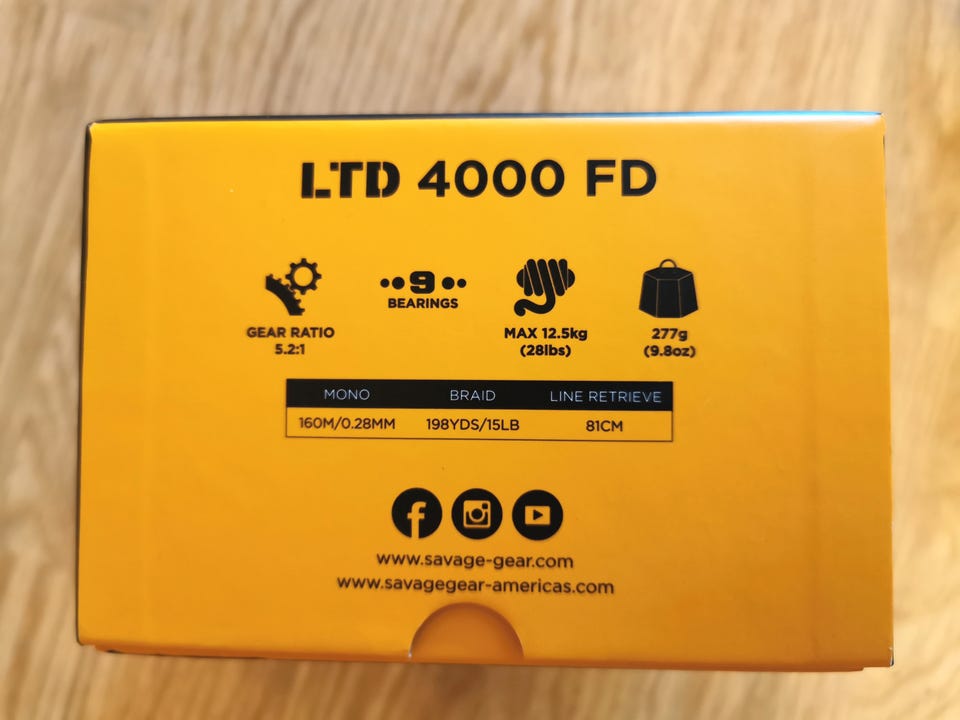 LTD 4000 FD
9
BEARINGS
GEAR RATIO
5.2:1
MAX 12.5kg
(28lbs)
277g
(9.8oz)
MONO BRAID LINE RETRIEVE
160M/0.28MM 198YDS/15LB 81CM
www.savage-gear.com
www.savagegear-americas.com